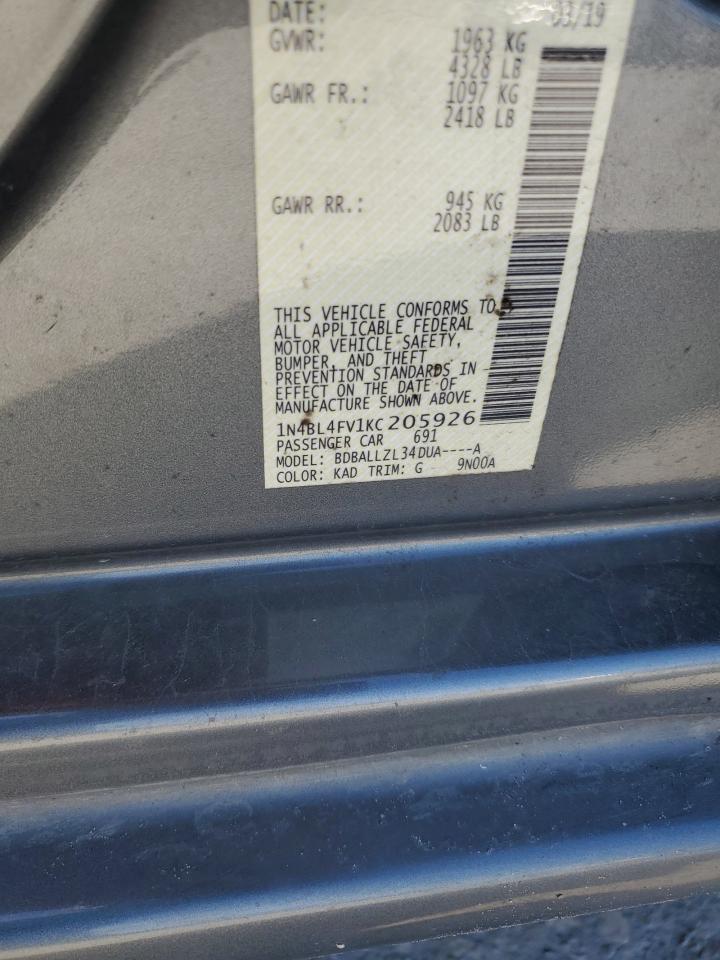 DATE: 03/19
GVWR: 1963 KG
4328 LB
GAWR FR.: 1097 KG
2418 LB
GAWR RR.: 945 KG
2083 LB
THIS VEHICLE CONFORMS TO
ALL APPLICABLE FEDERAL
MOTOR VEHICLE SAFETY,
BUMPER, AND THEFT
PREVENTION STANDARDS IN
EFFECT ON THE DATE OF
MANUFACTURE SHOWN ABOVE.
1N4BL4FV1KC205926
PASSENGER CAR 691
MODEL: BDBALLZL34DUA----A
COLOR: KAD TRIM: G 9N00A